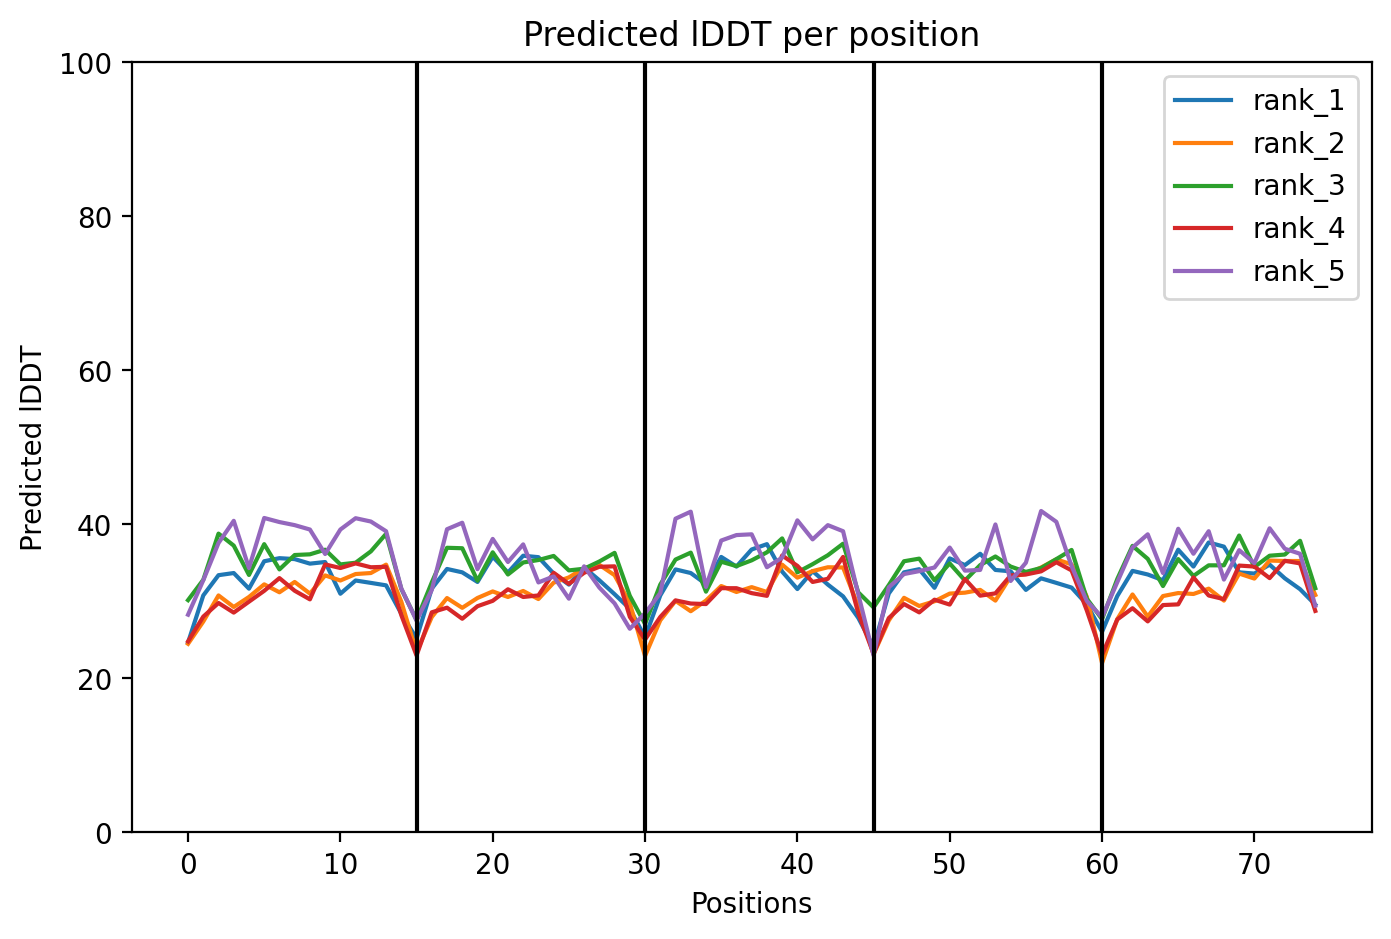 Predicted lDDT per position
100
80
60
40
20
0
Predicted lDDT
0 10 20 30 40 50 60 70
Positions
rank_1
rank_2
rank_3
rank_4
rank_5